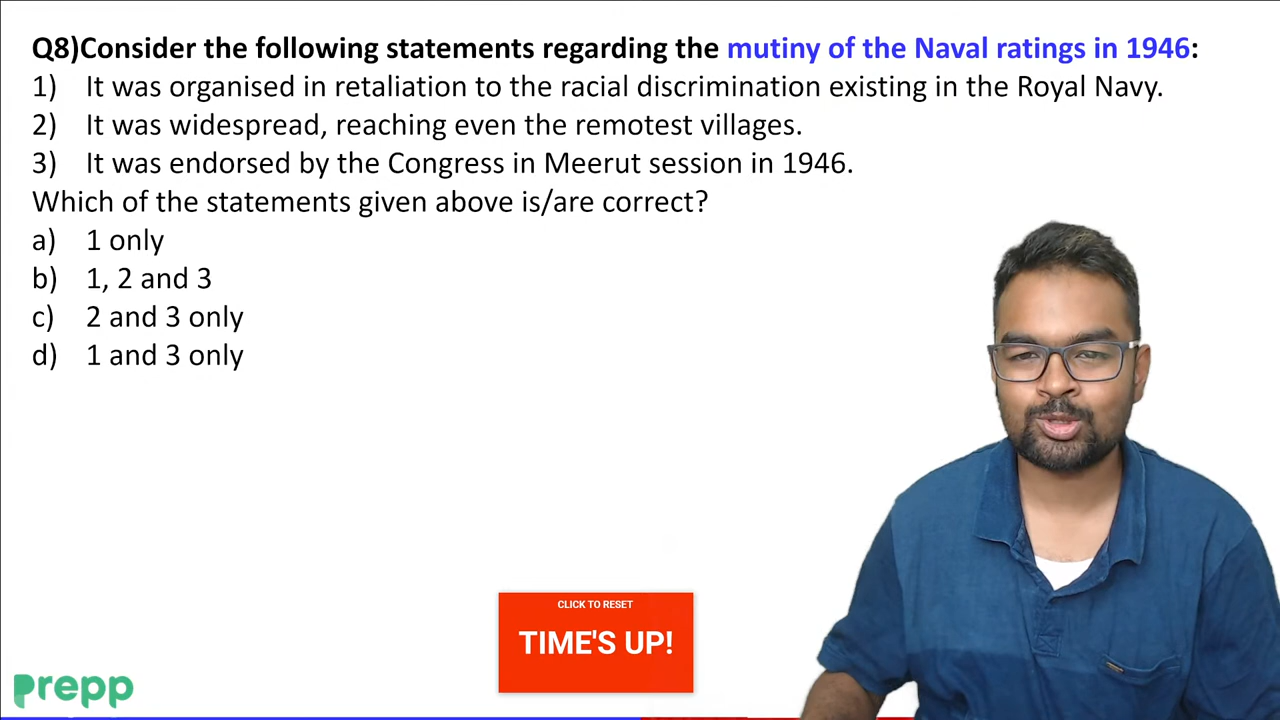 Q8)Consider the following statements regarding the mutiny of the Naval ratings in 1946:
1) It was organised in retaliation to the racial discrimination existing in the Royal Navy.
2) It was widespread, reaching even the remotest villages.
3) It was endorsed by the Congress in Meerut session in 1946.
Which of the statements given above is/are correct?
a) 1 only
b) 1, 2 and 3
c) 2 and 3 only
d) 1 and 3 only
CLICK TO RESET
TIME'S UP!
prepp